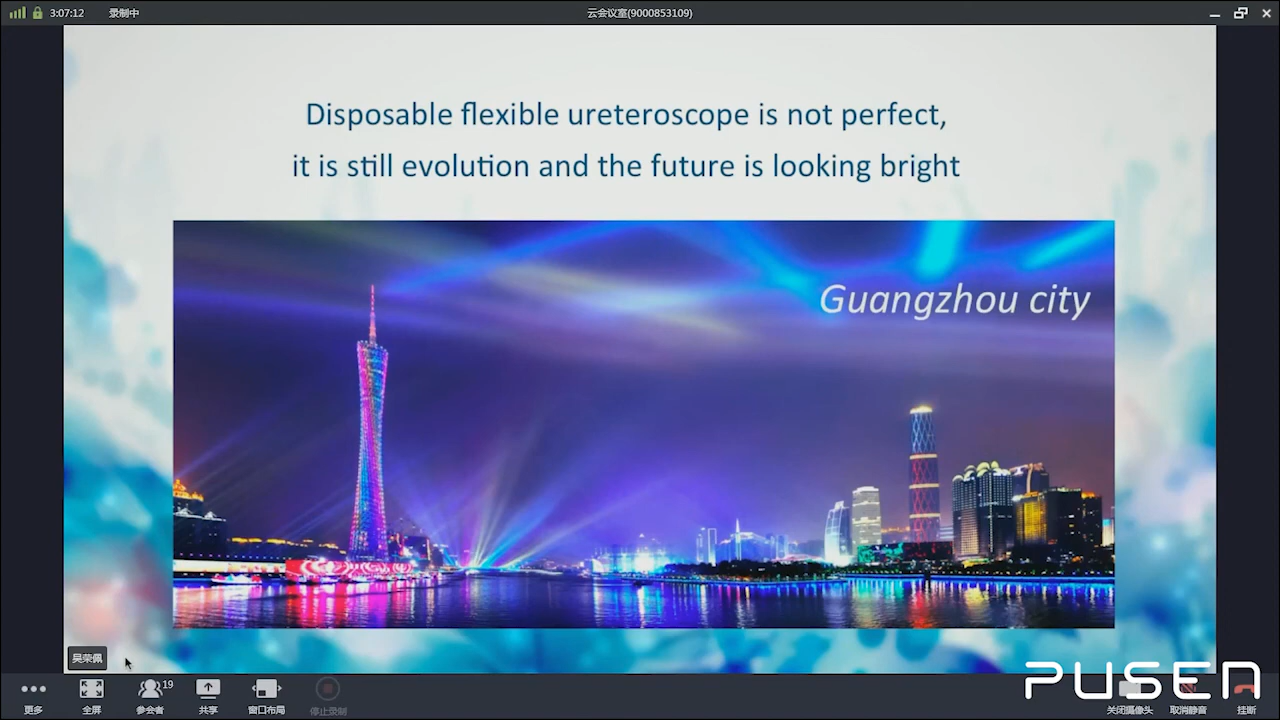 3:07:12
录制中
云会议室(9000853109)
Disposable flexible ureteroscope is not perfect,
it is still evolution and the future is looking bright
Guangzhou city
吴荣佩
PUSEN
更多
全屏
19
参会者
共享
窗口布局
停止录制
关闭摄像头
取消静音
挂断